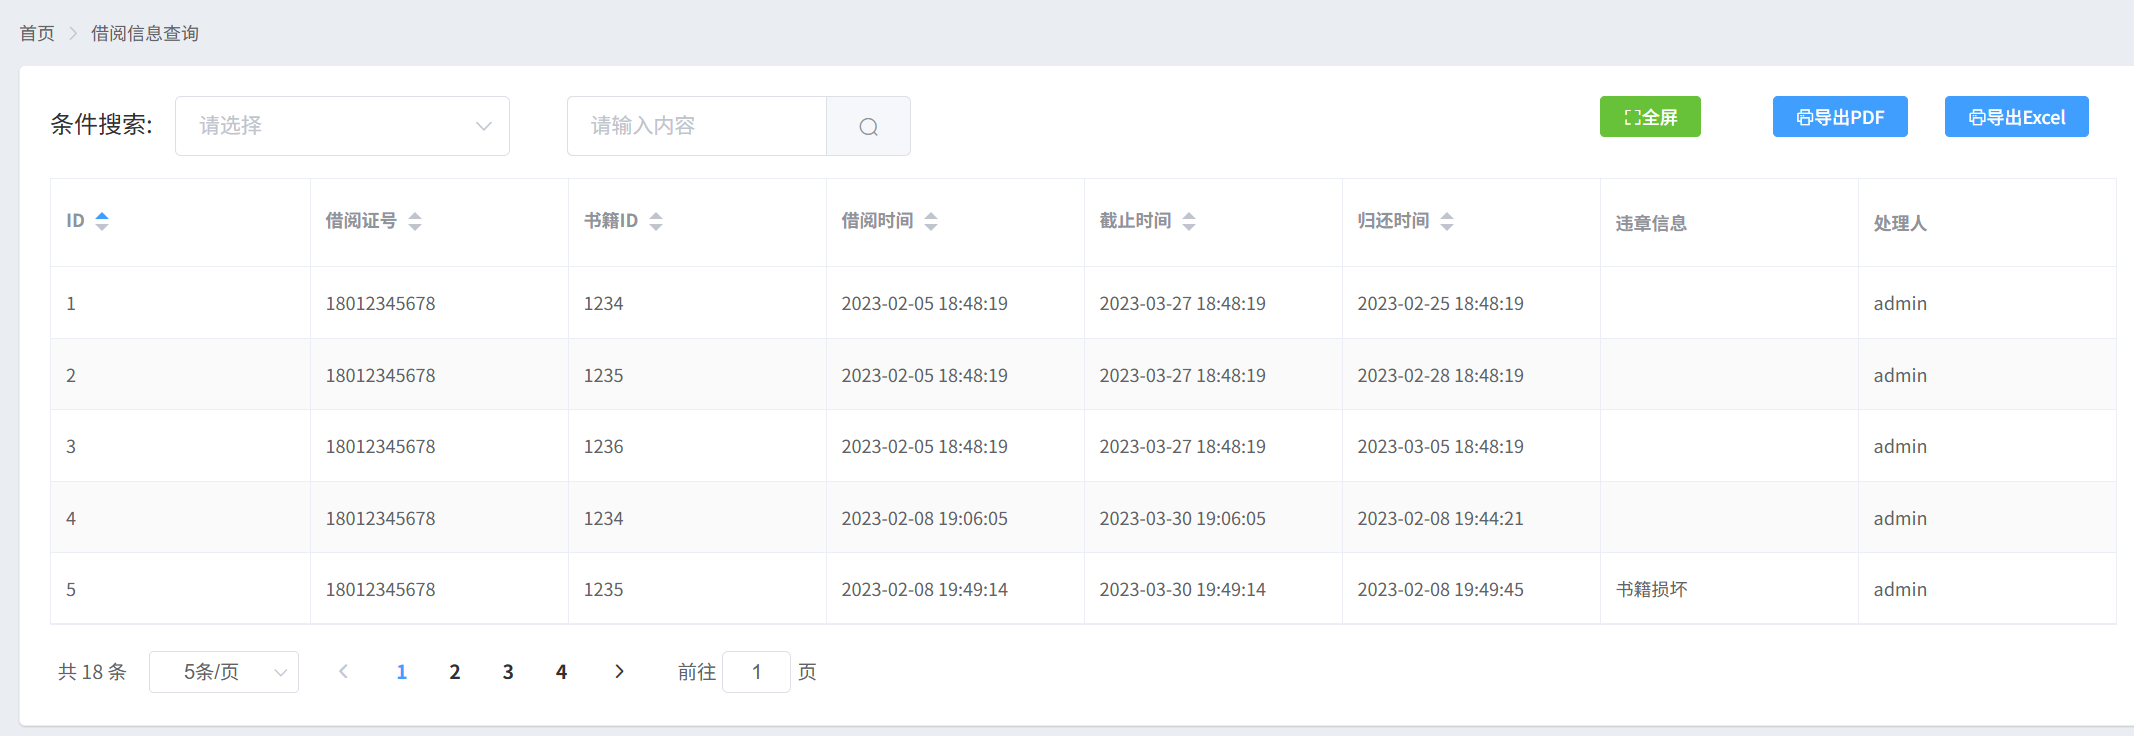 首页 借阅信息查询
条件搜索: 请选择 请输入内容 全屏 导出PDF 导出Excel
ID 借阅证号 书籍ID 借阅时间 截止时间 归还时间 违章信息 处理人
1 18012345678 1234 2023-02-05 18:48:19 2023-03-27 18:48:19 2023-02-25 18:48:19 admin
2 18012345678 1235 2023-02-05 18:48:19 2023-03-27 18:48:19 2023-02-28 18:48:19 admin
3 18012345678 1236 2023-02-05 18:48:19 2023-03-27 18:48:19 2023-03-05 18:48:19 admin
4 18012345678 1234 2023-02-08 19:06:05 2023-03-30 19:06:05 2023-02-08 19:44:21 admin
5 18012345678 1235 2023-02-08 19:49:14 2023-03-30 19:49:14 2023-02-08 19:49:45 书籍损坏 admin
共 18 条 5条/页 1 2 3 4 前往 1 页